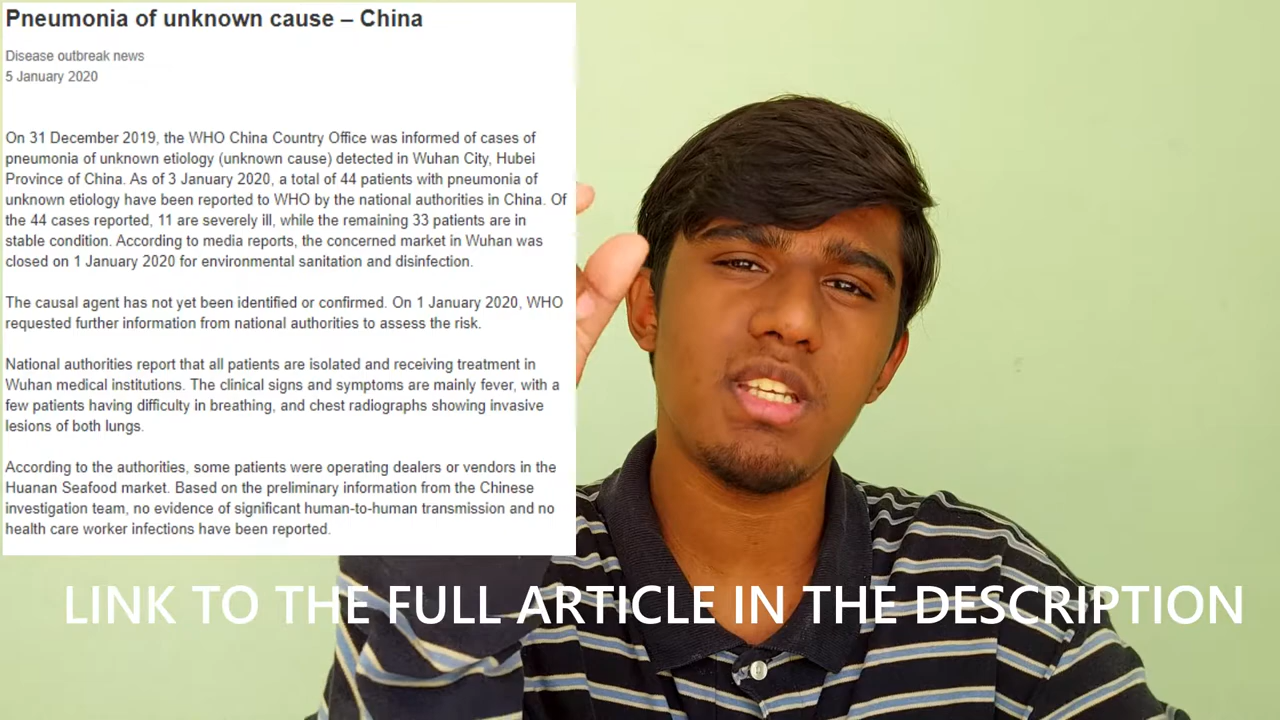 Pneumonia of unknown cause – China
Disease outbreak news
5 January 2020
On 31 December 2019, the WHO China Country Office was informed of cases of
pneumonia of unknown etiology (unknown cause) detected in Wuhan City, Hubei
Province of China. As of 3 January 2020, a total of 44 patients with pneumonia of
unknown etiology have been reported to WHO by the national authorities in China. Of
the 44 cases reported, 11 are severely ill, while the remaining 33 patients are in
stable condition. According to media reports, the concerned market in Wuhan was
closed on 1 January 2020 for environmental sanitation and disinfection.
The causal agent has not yet been identified or confirmed. On 1 January 2020, WHO
requested further information from national authorities to assess the risk.
National authorities report that all patients are isolated and receiving treatment in
Wuhan medical institutions. The clinical signs and symptoms are mainly fever, with a
few patients having difficulty in breathing, and chest radiographs showing invasive
lesions of both lungs.
According to the authorities, some patients were operating dealers or vendors in the
Huanan Seafood market. Based on the preliminary information from the Chinese
investigation team, no evidence of significant human-to-human transmission and no
health care worker infections have been reported.
LINK TO THE FULL ARTICLE IN THE DESCRIPTION